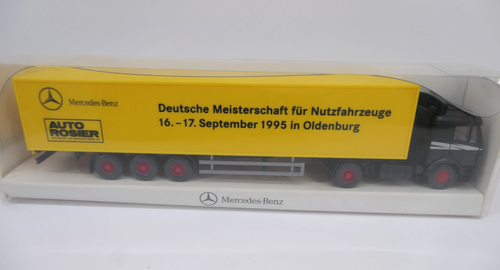 Mercedes-Benz
Deutsche Meisterschaft für Nutzfahrzeuge
16.–17. September 1995 in Oldenburg
AUTO
ROSIER
Mercedes-Benz